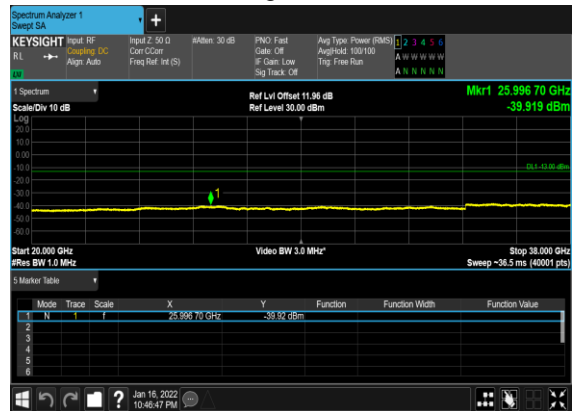 Spectrum Analyzer 1
Swept SA
+
KEYSIGHT Input: RF Input Z: 50 Ω #Atten: 30 dB PNO: Fast Avg Type: Power (RMS) 1 2 3 4 5 6
RL Coupling: DC Corr CCorr Gate: Off Avg|Hold: 100/100 A W W W W W
Align: Auto Freq Ref: Int (S) IF Gain: Low Trig: Free Run
Sig Track: Off A N N N N N
1 Spectrum Ref Lvl Offset 11.96 dB Mkr1 25.996 70 GHz
Scale/Div 10 dB Ref Level 30.00 dBm -39.919 dBm
Log
20.0
10.0
0.00
-10.0 DL1 -13.00 dBm
-20.0
-30.0
1
-40.0
-50.0
-60.0
Start 20.000 GHz Video BW 3.0 MHz* Stop 38.000 GHz
#Res BW 1.0 MHz Sweep ~36.5 ms (40001 pts)
5 Marker Table
Mode Trace Scale X Y Function Function Width Function Value
1 N 1 f 25.996 70 GHz -39.92 dBm
2
3
4
5
6
? Jan 16, 2022
10:46:47 PM